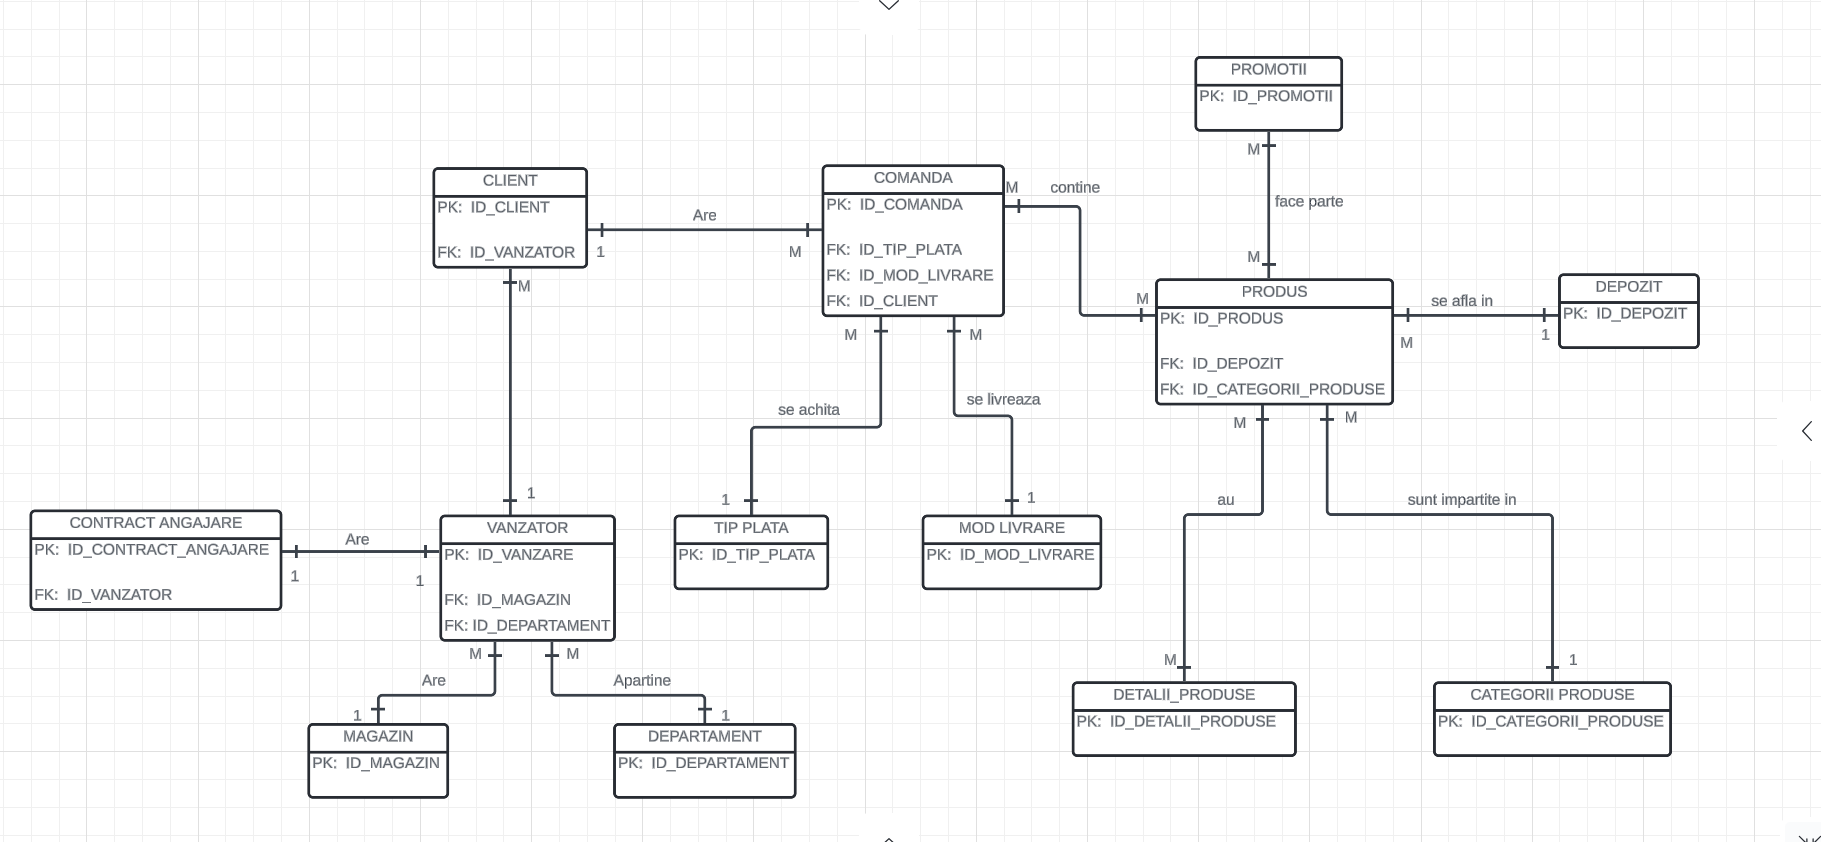 PROMOTII
PK: ID_PROMOTII
M
face parte
M
CLIENT
PK: ID_CLIENT
FK: ID_VANZATOR
1
Are
M
COMANDA
PK: ID_COMANDA
FK: ID_TIP_PLATA
FK: ID_MOD_LIVRARE
FK: ID_CLIENT
M
contine
M
PRODUS
PK: ID_PRODUS
FK: ID_DEPOZIT
FK: ID_CATEGORII_PRODUSE
se afla in
M
1
DEPOZIT
PK: ID_DEPOZIT
M
1
M
se achita
1
M
se livreaza
1
M
au
M
M
sunt impartite in
1
CONTRACT ANGAJARE
PK: ID_CONTRACT_ANGAJARE
FK: ID_VANZATOR
Are
1
1
VANZATOR
PK: ID_VANZARE
FK: ID_MAGAZIN
FK: ID_DEPARTAMENT
TIP PLATA
PK: ID_TIP_PLATA
MOD LIVRARE
PK: ID_MOD_LIVRARE
M
Are
1
M
Apartine
1
MAGAZIN
PK: ID_MAGAZIN
DEPARTAMENT
PK: ID_DEPARTAMENT
DETALII_PRODUSE
PK: ID_DETALII_PRODUSE
CATEGORII PRODUSE
PK: ID_CATEGORII_PRODUSE